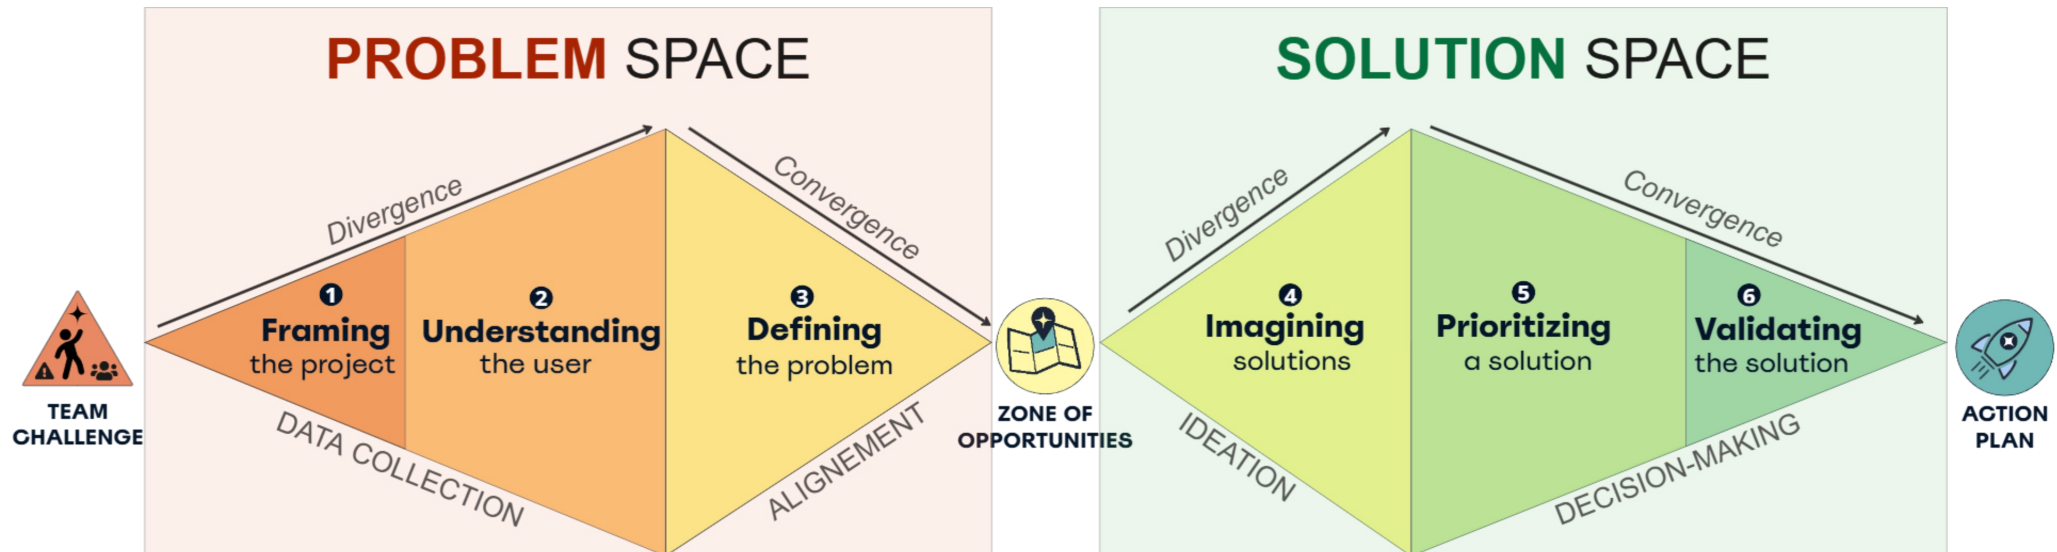 PROBLEM SPACE
Divergence
Convergence
1
Framing
the project
2
Understanding
the user
3
Defining
the problem
DATA COLLECTION
ALIGNEMENT
TEAM
CHALLENGE
ZONE OF
OPPORTUNITIES
SOLUTION SPACE
Divergence
Convergence
4
Imagining
solutions
5
Prioritizing
a solution
6
Validating
the solution
IDEATION
DECISION-MAKING
ACTION
PLAN